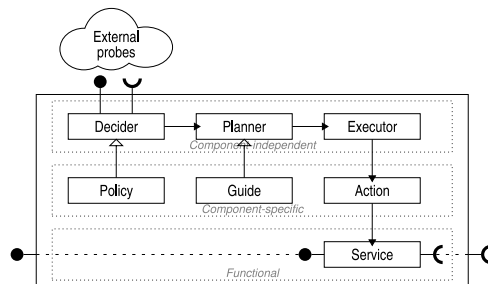 External
probes
Decider
Planner
Executor
Component-independent
Policy
Guide
Action
Component-specific
Service
Functional